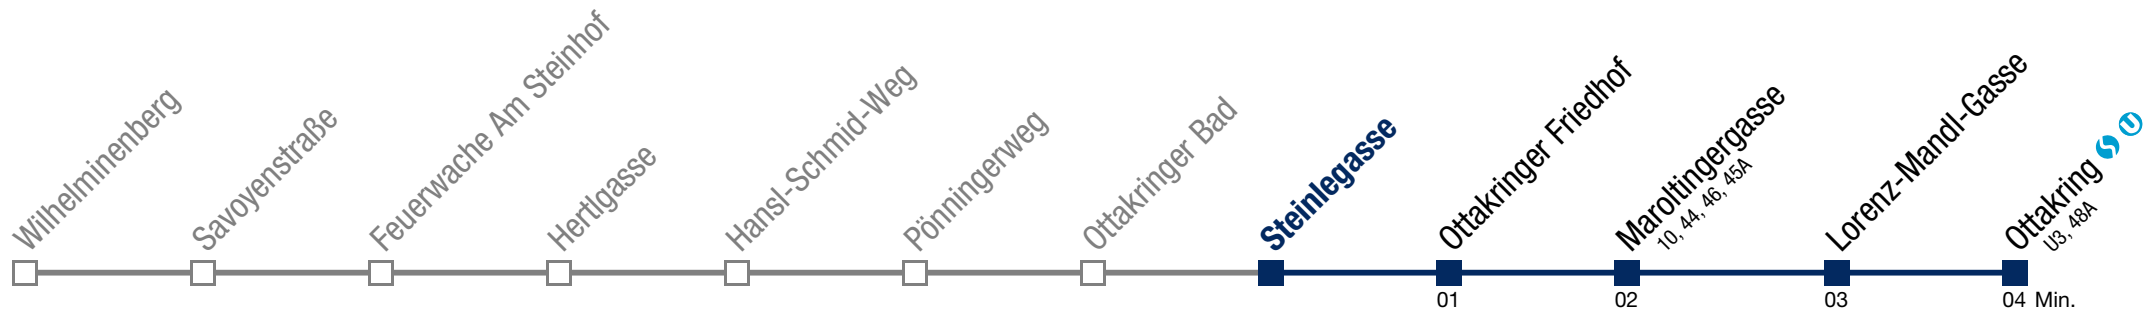 Wilhelminenberg
Savoyenstraße
Feuerwache Am Steinhof
Hertlgasse
Hansl-Schmid-Weg
Pönningerweg
Ottakringer Bad
Steinlegasse
Ottakringer Friedhof
Maroltingergasse
10, 44, 46, 45A
Lorenz-Mandl-Gasse
Ottakring S U
U3, 48A
01 02 03 04 Min.